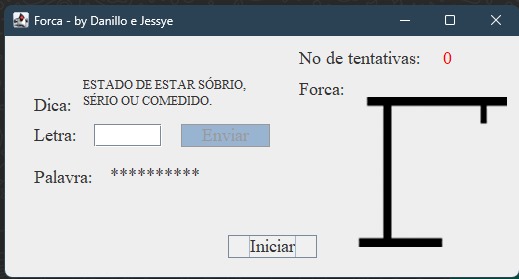 Forca - by Danillo e Jessye
No de tentativas: 0
Forca:
Dica: ESTADO DE ESTAR SÓBRIO,
SÉRIO OU COMEDIDO.
Letra: Enviar
Palavra: **********
Iniciar